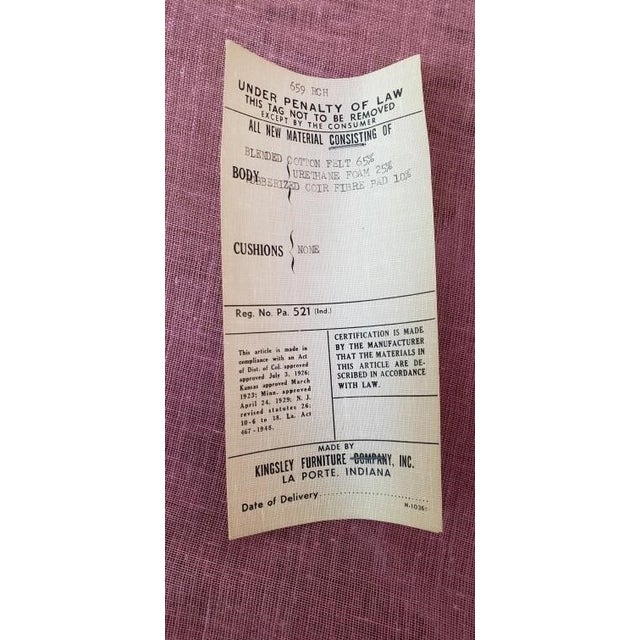 659 RCH
UNDER PENALTY OF LAW
THIS TAG NOT TO BE REMOVED
EXCEPT BY THE CONSUMER
ALL NEW MATERIAL CONSISTING OF
BLENDED COTTON FELT 65%
BODY URETHANE FOAM 25%
RUBBERIZED COIR FIBRE PAD 10%
CUSHIONS NONE
Reg. No. Pa. 521 (Ind.)
This article is made in
compliance with an Act
of Dist. of Col. approved
approved July 3, 1926;
Kansas approved March
1923; Minn. approved
April 24, 1929; N. J.
revised statutes 26;
10-6 to 18. La. Act
467-1948.
CERTIFICATION IS MADE
BY THE MANUFACTURER
THAT THE MATERIALS IN
THIS ARTICLE ARE DE-
SCRIBED IN ACCORDANCE
WITH LAW.
MADE BY
KINGSLEY FURNITURE COMPANY, INC.
LA PORTE, INDIANA
Date of Delivery